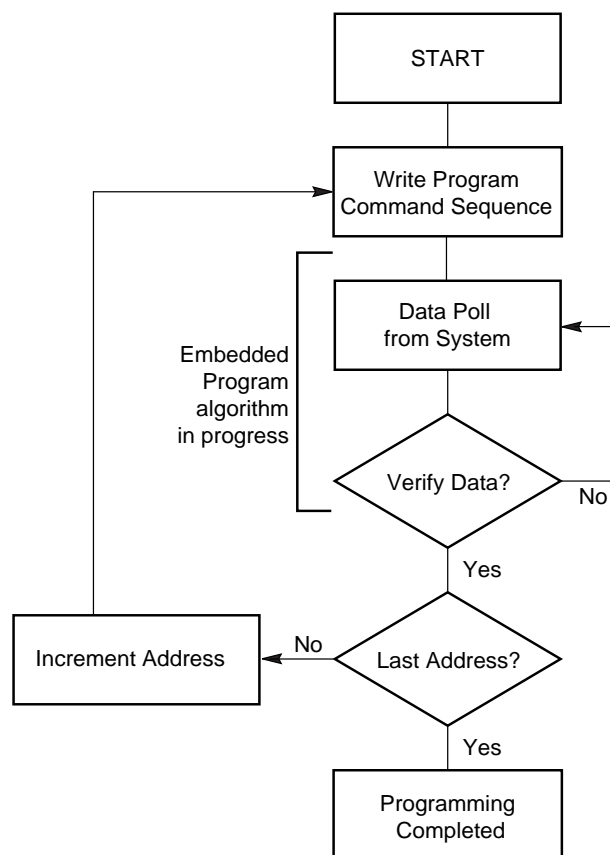 START
Write Program
Command Sequence
Data Poll
from System
Embedded
Program
algorithm
in progress
Verify Data?
No
Yes
Increment Address
No
Last Address?
Yes
Programming
Completed